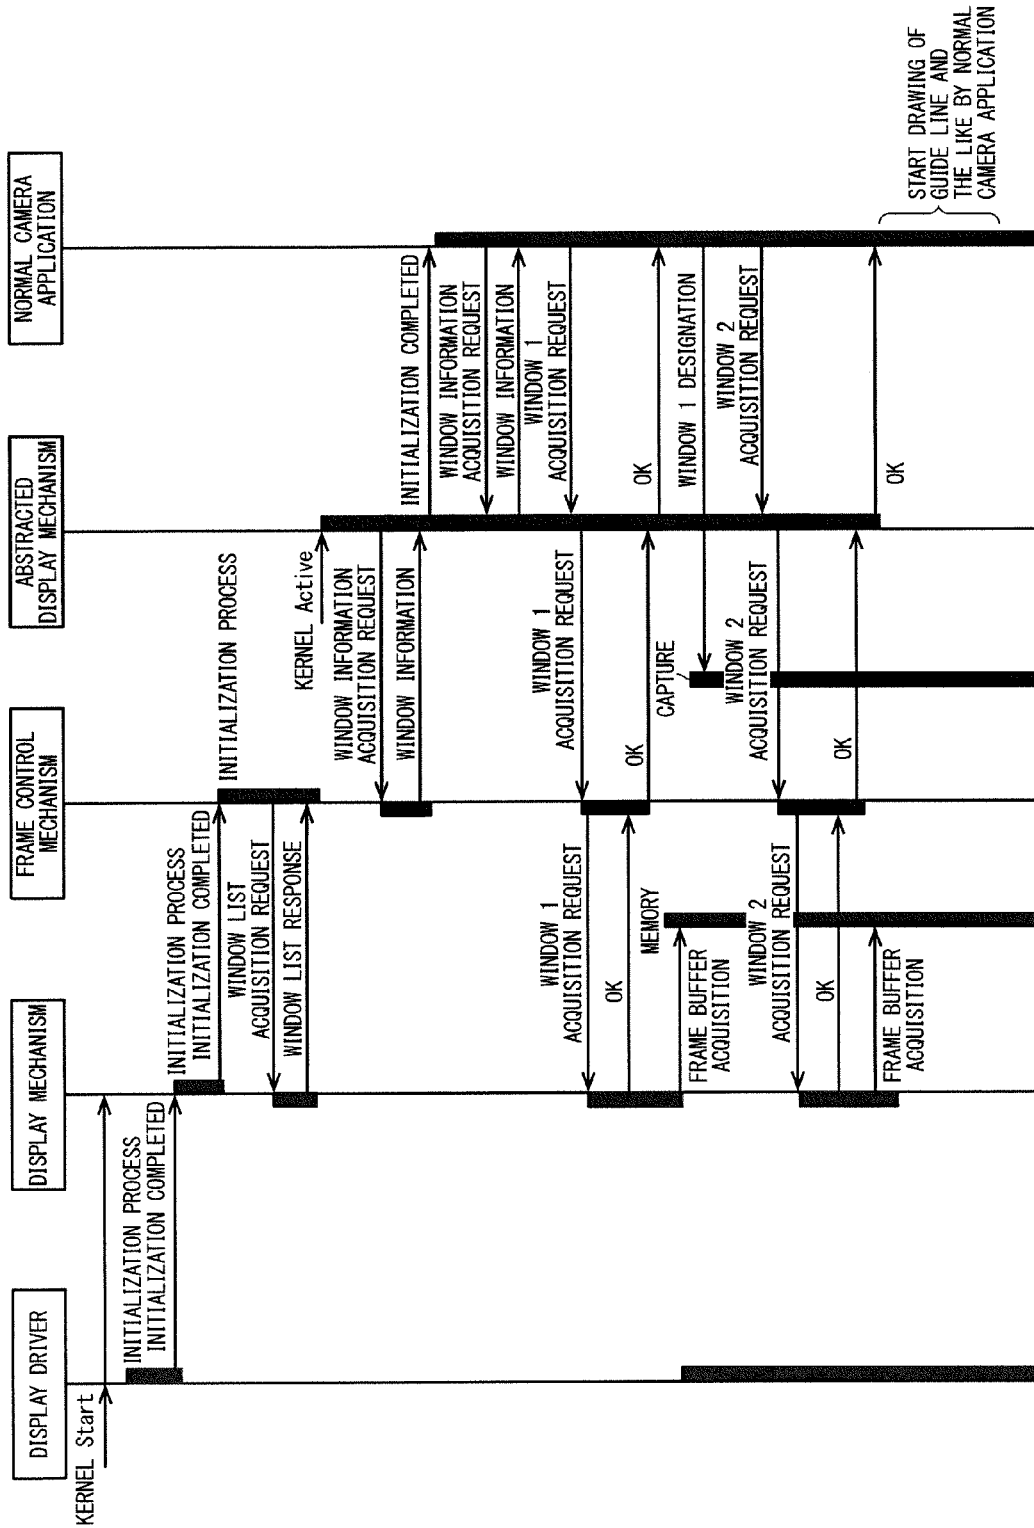 DISPLAY DRIVER
DISPLAY MECHANISM
FRAME CONTROL
MECHANISM
ABSTRACTED
DISPLAY MECHANISM
NORMAL CAMERA
APPLICATION
KERNEL Start
INITIALIZATION PROCESS
INITIALIZATION COMPLETED
INITIALIZATION PROCESS
INITIALIZATION COMPLETED
INITIALIZATION PROCESS
WINDOW LIST
ACQUISITION REQUEST
WINDOW LIST RESPONSE
KERNEL Active
WINDOW INFORMATION
ACQUISITION REQUEST
WINDOW INFORMATION
INITIALIZATION COMPLETED
WINDOW INFORMATION
ACQUISITION REQUEST
WINDOW INFORMATION
WINDOW 1
ACQUISITION REQUEST
WINDOW 1
ACQUISITION REQUEST
WINDOW 1
ACQUISITION REQUEST
OK
OK
OK
MEMORY
FRAME BUFFER
ACQUISITION
CAPTURE
WINDOW 1 DESIGNATION
WINDOW 2
ACQUISITION REQUEST
WINDOW 2
ACQUISITION REQUEST
WINDOW 2
ACQUISITION REQUEST
OK
OK
OK
FRAME BUFFER
ACQUISITION
START DRAWING OF
GUIDE LINE AND
THE LIKE BY NORMAL
CAMERA APPLICATION